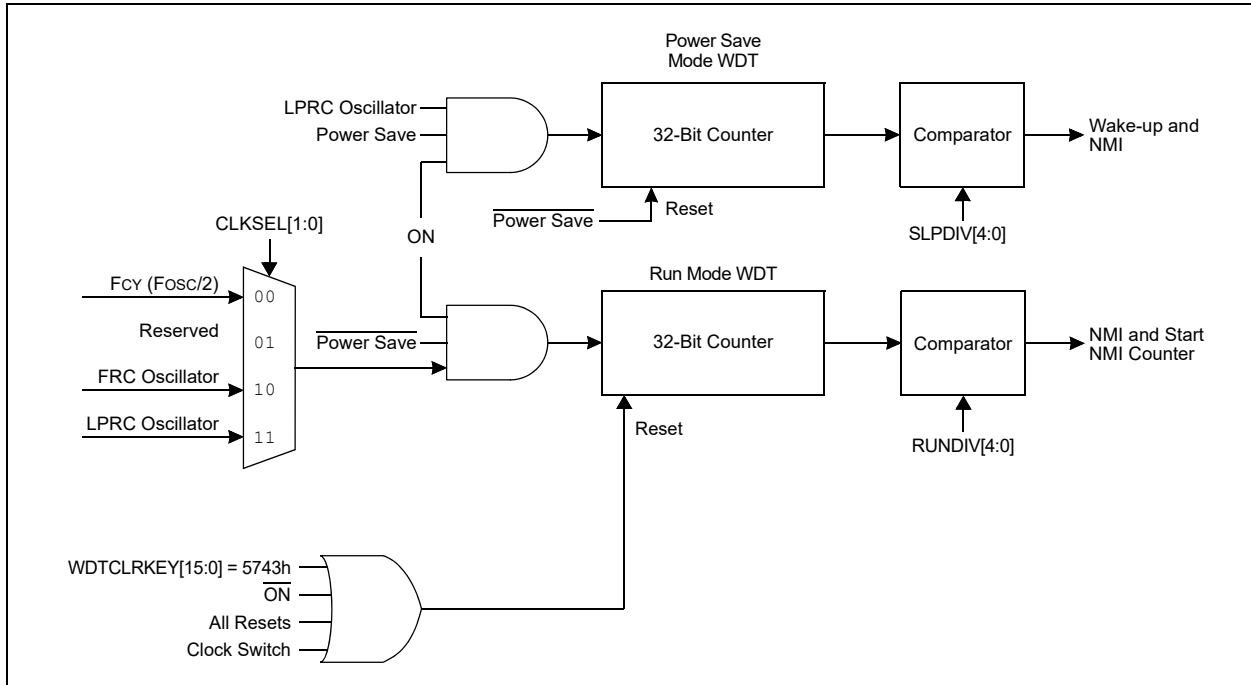 Power Save
Mode WDT
LPRC Oscillator
Power Save
32-Bit Counter
Comparator
Wake-up and
NMI
Power Save
Reset
SLPDIV[4:0]
CLKSEL[1:0]
ON
Run Mode WDT
FCY (FOSC/2)
00
Reserved
01
Power Save
32-Bit Counter
Comparator
NMI and Start
NMI Counter
FRC Oscillator
10
LPRC Oscillator
11
Reset
RUNDIV[4:0]
WDTCLRKEY[15:0] = 5743h
ON
All Resets
Clock Switch